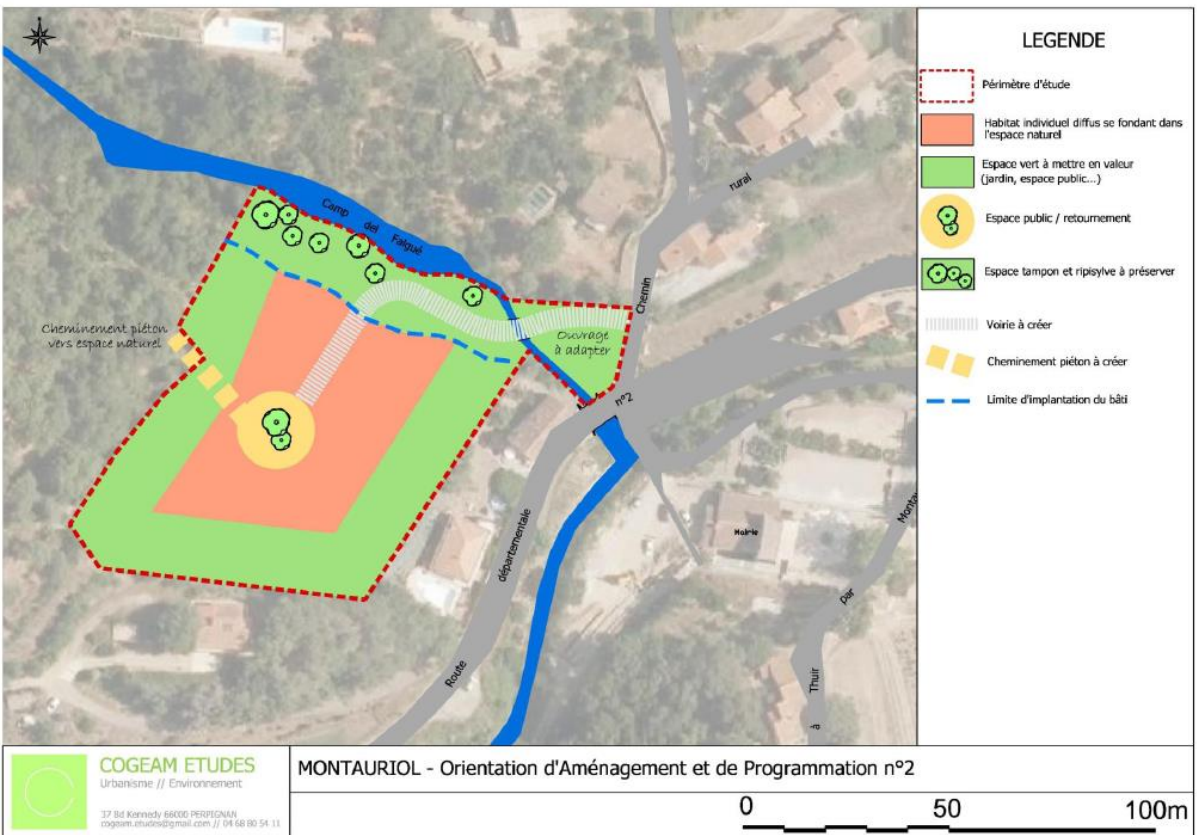 LEGENDE
Périmètre d'étude
Habitat individuel diffus se fondant dans
l'espace naturel
Espace vert à mettre en valeur
(jardin, espace public...)
Espace public / retournement
Espace tampon et ripisylve à préserver
Voirie à créer
Cheminement piéton à créer
Limite d'implantation du bâti
Camp del Falgué
rural
Chemin
Cheminement piéton
vers espace naturel
Ouvrage
à adapter
n°2
départementale
Route
Mairie
par
Thuir
à
COGEAM ETUDES
Urbanisme // Environnement
37 Bd Kennedy 66000 PERPIGNAN
cogeam.etudes@gmail.com // 04 68 80 54 11
MONTAURIOL - Orientation d'Aménagement et de Programmation n°2
0 50 100m